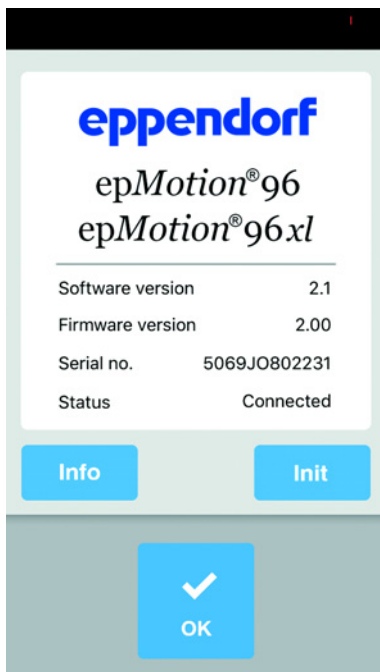 eppendorf
epMotion®96
epMotion®96xl
Software version 2.1
Firmware version 2.00
Serial no. 5069JO802231
Status Connected
Info Init
OK